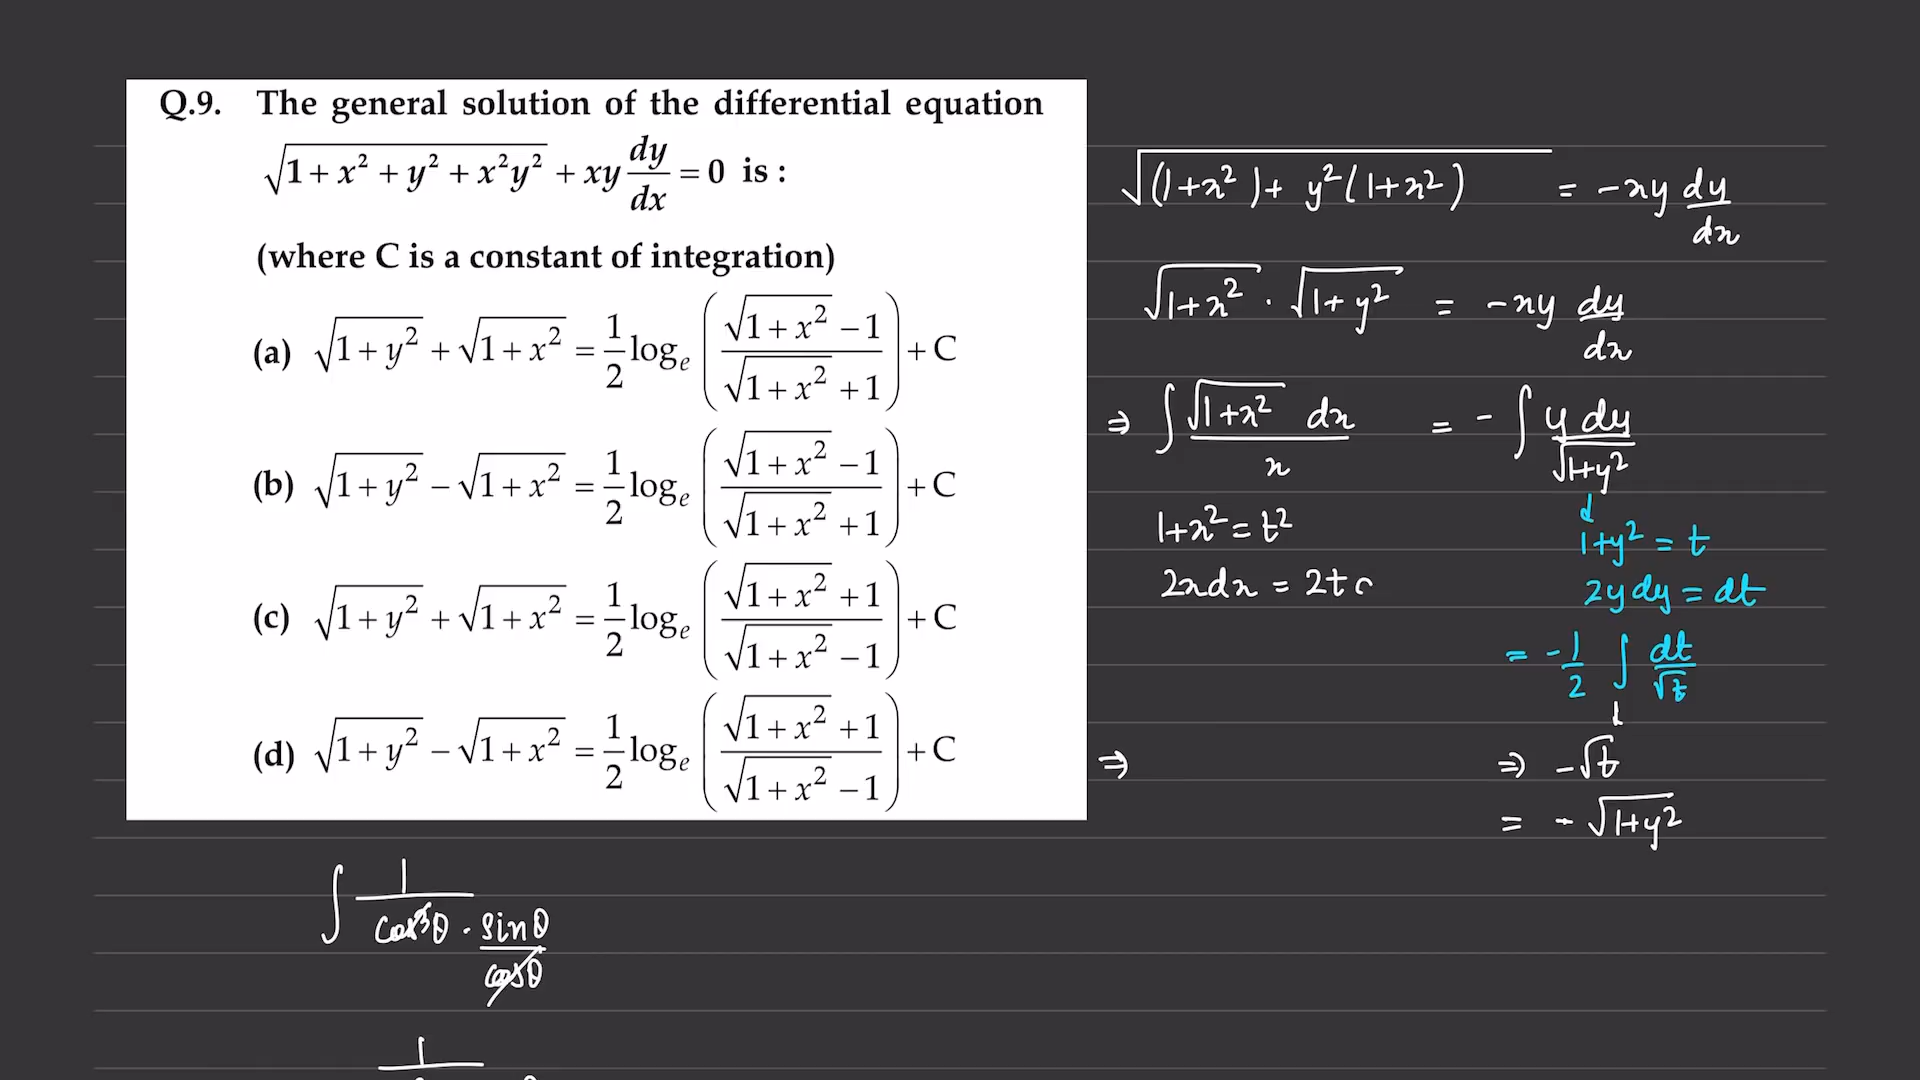 Q.9. The general solution of the differential equation
√(1 + x² + y² + x²y²) + xy dy/dx = 0 is :
(where C is a constant of integration)
(a) √(1 + y²) + √(1 + x²) = 1/2 logₑ ((√(1 + x²) − 1)/(√(1 + x²) + 1)) + C
(b) √(1 + y²) − √(1 + x²) = 1/2 logₑ ((√(1 + x²) − 1)/(√(1 + x²) + 1)) + C
(c) √(1 + y²) + √(1 + x²) = 1/2 logₑ ((√(1 + x²) + 1)/(√(1 + x²) − 1)) + C
(d) √(1 + y²) − √(1 + x²) = 1/2 logₑ ((√(1 + x²) + 1)/(√(1 + x²) − 1)) + C
√((1+x²) + y²(1+x²)) = −xy dy/dx
√(1+x²) · √(1+y²) = −xy dy/dx
⇒ ∫ √(1+x²) dx / x = − ∫ y dy / √(1+y²)
1+x² = t²
2xdx = 2t
1+y² = t
2ydy = dt
= −1/2 ∫ dt/√t
⇒
⇒ −√t
= −√(1+y²)
∫ 1/(cos³θ · sinθ/cosθ)
1